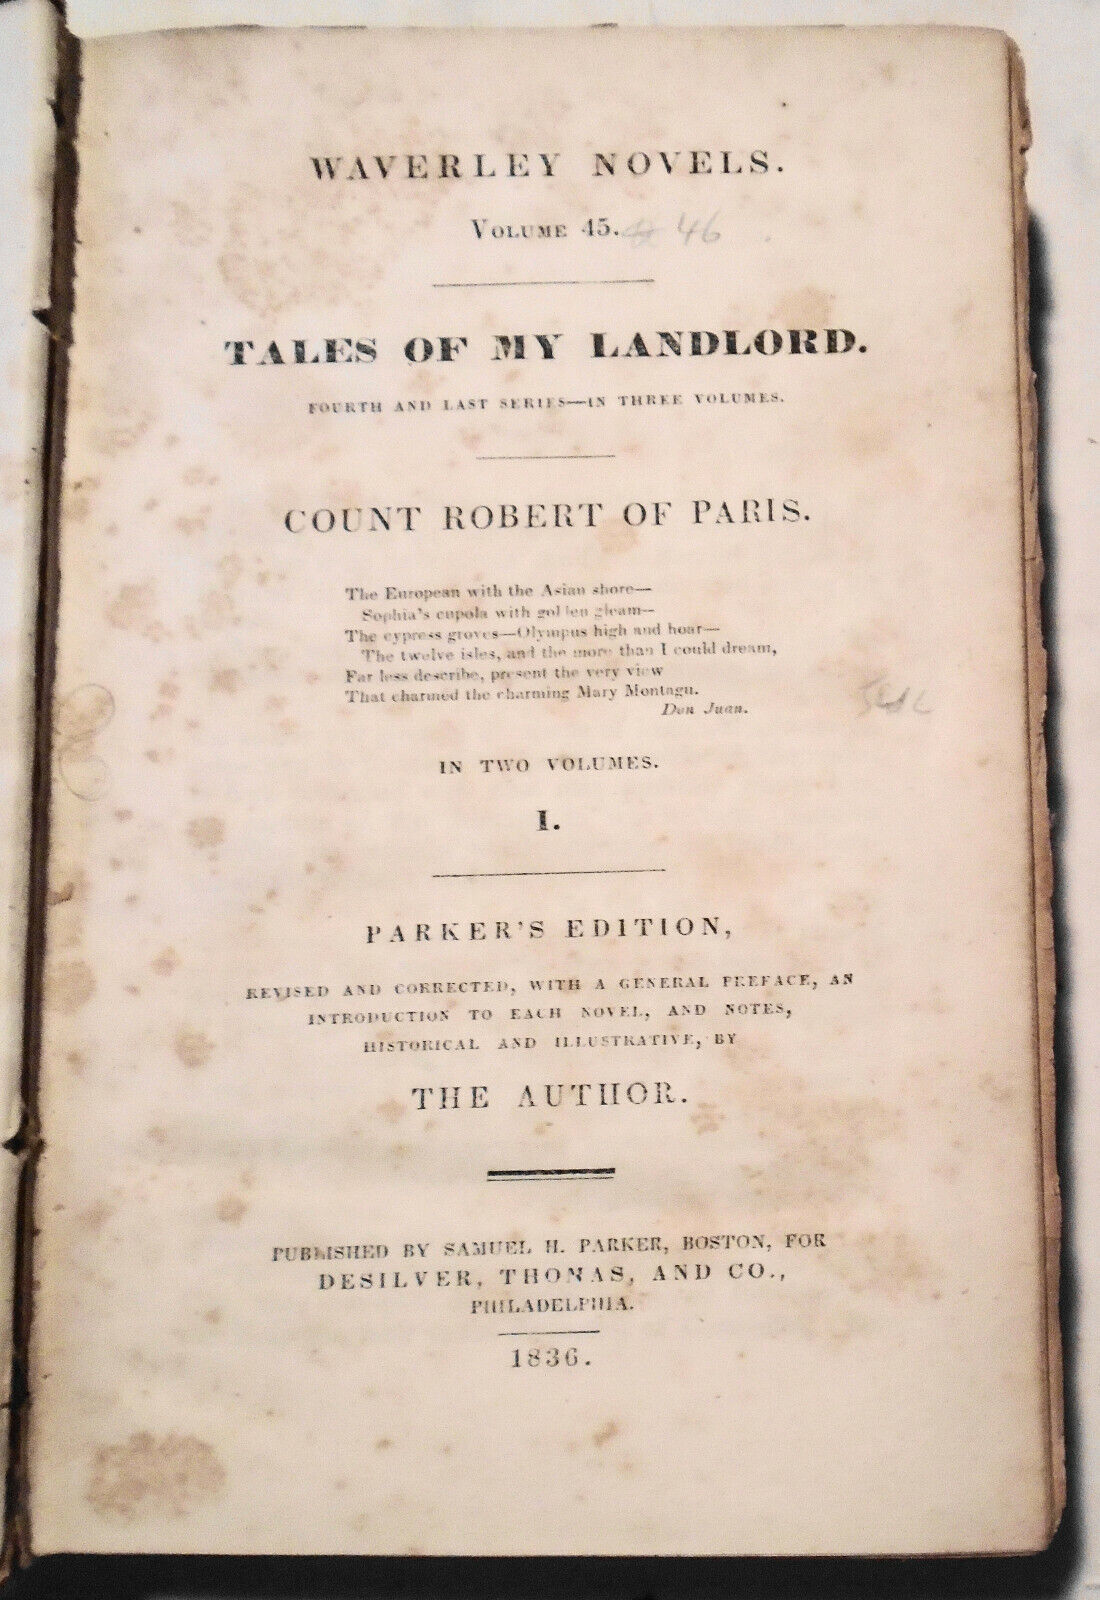 WAVERLEY NOVELS.
VOLUME 45. 46
TALES OF MY LANDLORD.
FOURTH AND LAST SERIES—IN THREE VOLUMES.
COUNT ROBERT OF PARIS.
The European with the Asian shore—
Sophia's cupola with golden gleam—
The cypress groves—Olympus high and hoar—
The twelve isles, and the more than I could dream,
Far less describe, present the very view
That charmed the charming Mary Montagu.
Don Juan.
IN TWO VOLUMES.
I.
PARKER'S EDITION,
REVISED AND CORRECTED, WITH A GENERAL PREFACE, AN
INTRODUCTION TO EACH NOVEL, AND NOTES,
HISTORICAL AND ILLUSTRATIVE, BY
THE AUTHOR.
PUBLISHED BY SAMUEL H. PARKER, BOSTON, FOR
DESILVER, THOMAS, AND CO.,
PHILADELPHIA.
1836.